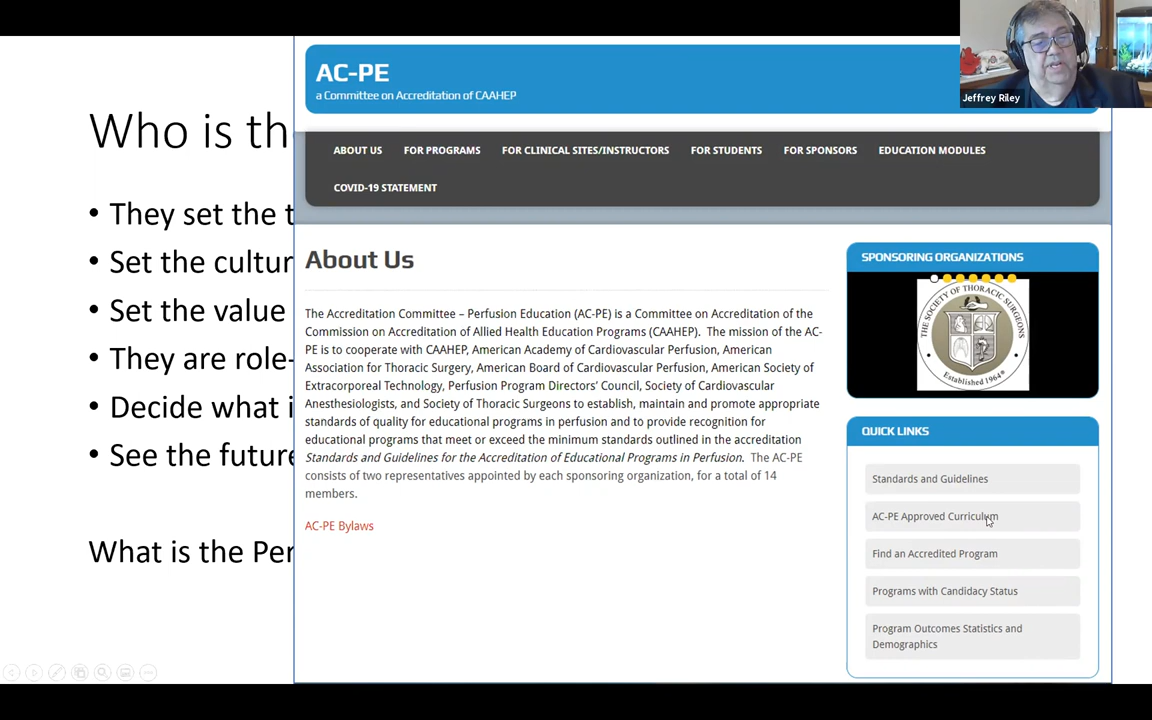 Jeffrey Riley
AC-PE
a Committee on Accreditation of CAAHEP
ABOUT US FOR PROGRAMS FOR CLINICAL SITES/INSTRUCTORS FOR STUDENTS FOR SPONSORS EDUCATION MODULES
COVID-19 STATEMENT
Who is the
• They set the t
• Set the cultur
• Set the value
• They are role-
• Decide what i
• See the future
What is the Per
About Us
The Accreditation Committee – Perfusion Education (AC-PE) is a Committee on Accreditation of the
Commission on Accreditation of Allied Health Education Programs (CAAHEP). The mission of the AC-
PE is to cooperate with CAAHEP, American Academy of Cardiovascular Perfusion, American
Association for Thoracic Surgery, American Board of Cardiovascular Perfusion, American Society of
Extracorporeal Technology, Perfusion Program Directors' Council, Society of Cardiovascular
Anesthesiologists, and Society of Thoracic Surgeons to establish, maintain and promote appropriate
standards of quality for educational programs in perfusion and to provide recognition for
educational programs that meet or exceed the minimum standards outlined in the accreditation
Standards and Guidelines for the Accreditation of Educational Programs in Perfusion. The AC-PE
consists of two representatives appointed by each sponsoring organization, for a total of 14
members.
AC-PE Bylaws
SPONSORING ORGANIZATIONS
THE SOCIETY OF THORACIC SURGEONS
Established 1964
QUICK LINKS
Standards and Guidelines
AC-PE Approved Curriculum
Find an Accredited Program
Programs with Candidacy Status
Program Outcomes Statistics and
Demographics